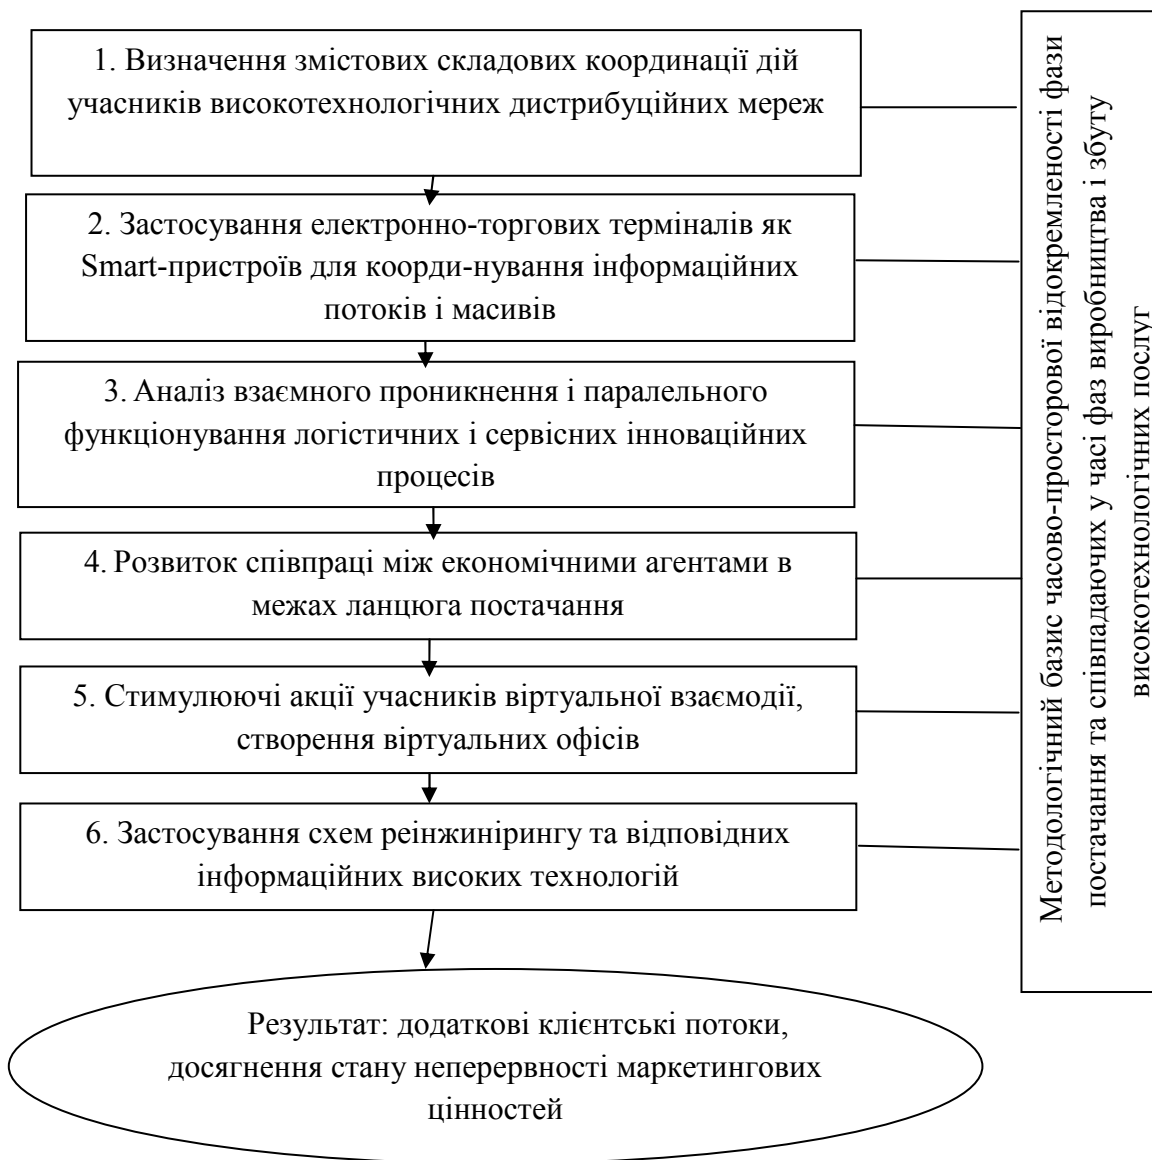 1. Визначення змістових складових координації дій
учасників високотехнологічних дистрибуційних мереж
2. Застосування електронно-торгових терміналів як
Smart-пристроїв для коорди-нування інформаційних
потоків і масивів
3. Аналіз взаємного проникнення і паралельного
функціонування логістичних і сервісних інноваційних
процесів
4. Розвиток співпраці між економічними агентами в
межах ланцюга постачання
5. Стимулюючі акції учасників віртуальної взаємодії,
створення віртуальних офісів
6. Застосування схем реінжинірингу та відповідних
інформаційних високих технологій
Результат: додаткові клієнтські потоки,
досягнення стану неперервності маркетингових
цінностей
Методологічний базис часово-просторової відокремленості фази
постачання та співпадаючих у часі фаз виробництва і збуту
високотехнологічних послуг